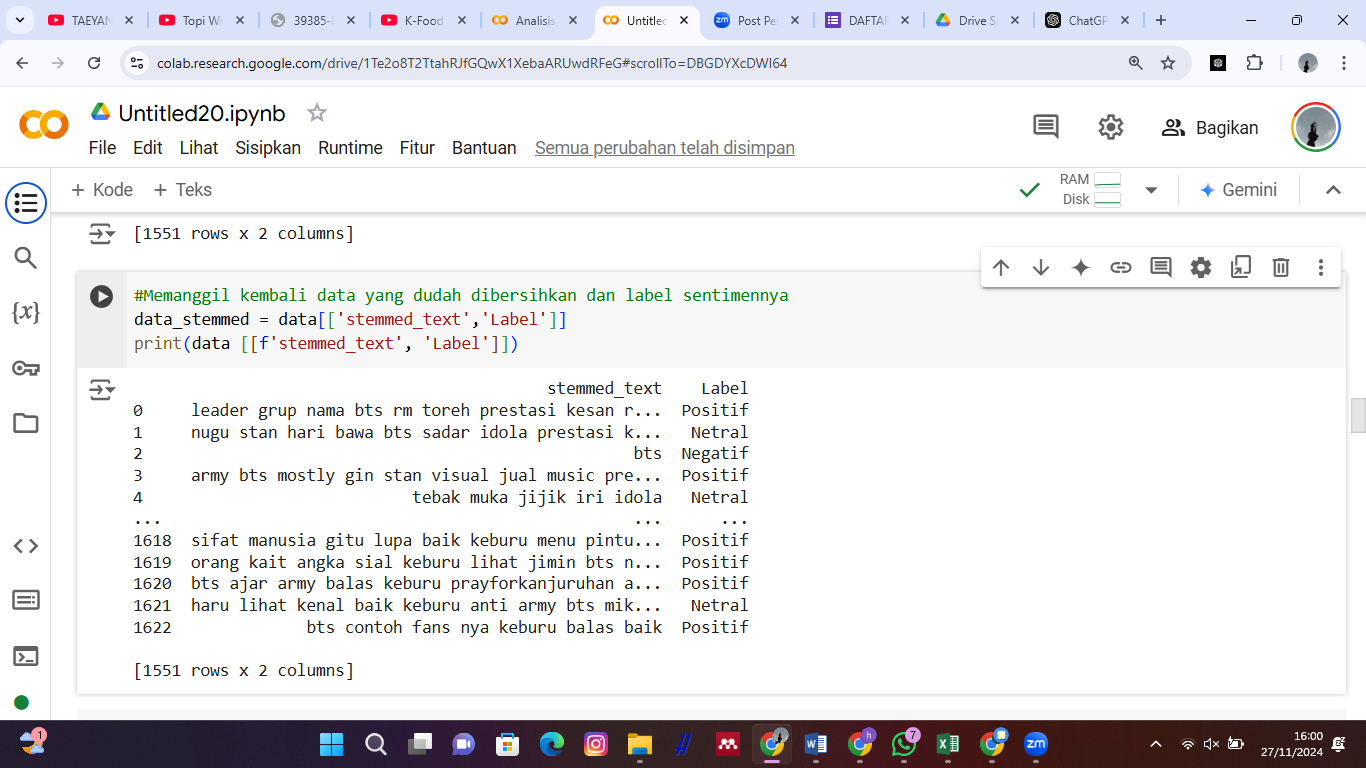 TAEYAN
Topi Wi
39385-
K-Food
Analisis
Untitled
Post Pe
DAFTAR
Drive S
ChatGP
colab.research.google.com/drive/1Te2o8T2TtahRJfGQwX1XebaARUwdRFeG#scrollTo=DBGDYXcDWl64
Untitled20.ipynb
Bagikan
File Edit Lihat Sisipkan Runtime Fitur Bantuan Semua perubahan telah disimpan
+ Kode + Teks
RAM
Disk
Gemini
[1551 rows x 2 columns]
#Memanggil kembali data yang dudah dibersihkan dan label sentimennya
data_stemmed = data[['stemmed_text','Label']]
print(data [[f'stemmed_text', 'Label']])
stemmed_text Label
0 leader grup nama bts rm toreh prestasi kesan r... Positif
1 nugu stan hari bawa bts sadar idola prestasi k... Netral
2 bts Negatif
3 army bts mostly gin stan visual jual music pre... Positif
4 tebak muka jijik iri idola Netral
... ... ...
1618 sifat manusia gitu lupa baik keburu menu pintu... Positif
1619 orang kait angka sial keburu lihat jimin bts n... Positif
1620 bts ajar army balas keburu prayforkanjuruhan a... Positif
1621 haru lihat kenal baik keburu anti army bts mik... Netral
1622 bts contoh fans nya keburu balas baik Positif
[1551 rows x 2 columns]
1
zm
h
7
zm
16:00
27/11/2024